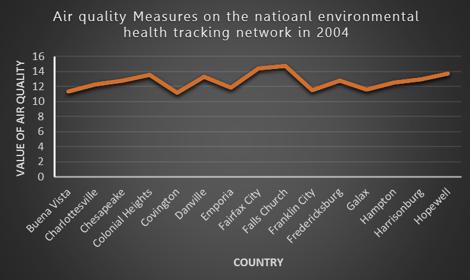 Air quality Measures on the natioanl environmental
health tracking network in 2004
VALUE OF AIR QUALITY
16
14
12
10
8
6
4
2
0
Buena Vista
Charlottesville
Chesapeake
Colonial Heights
Covington
Danville
Emporia
Fairfax City
Falls Church
Franklin City
Fredericksburg
Galax
Hampton
Harrisonburg
Hopewell
COUNTRY